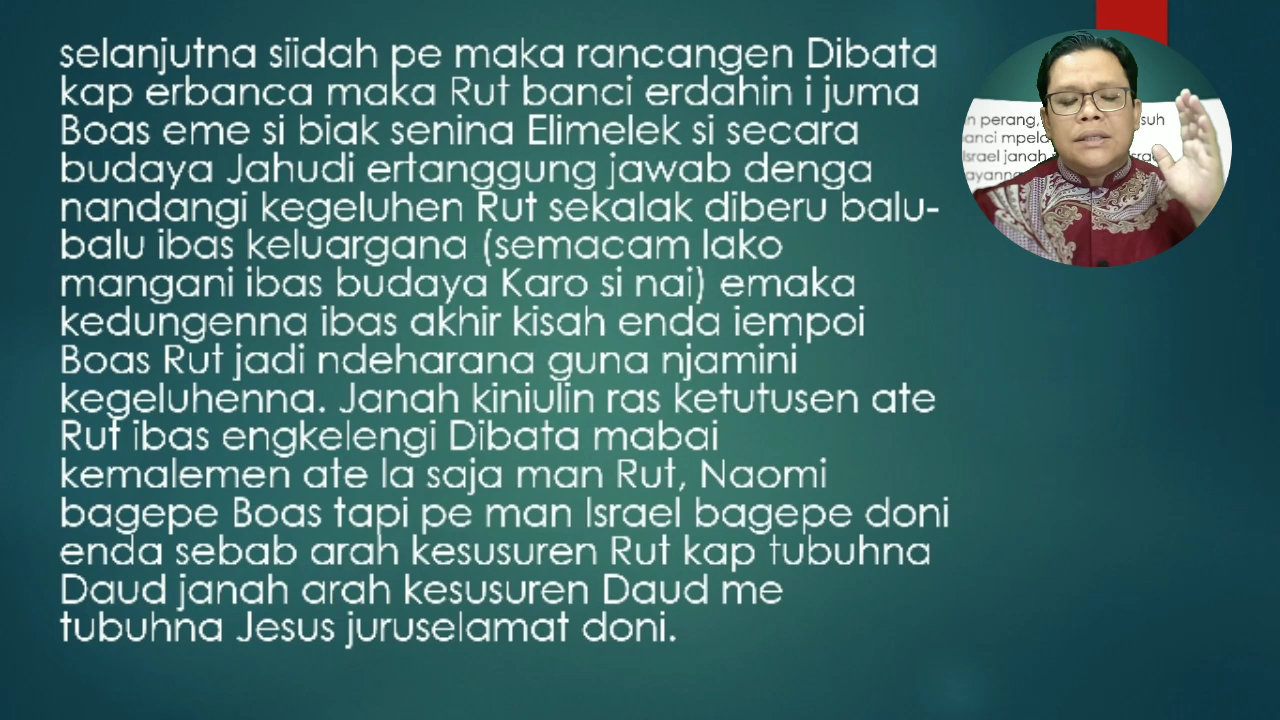 selanjutna siidah pe maka rancangen Dibata
kap erbanca maka Rut banci erdahin i juma
Boas eme si biak senina Elimelek si secara
budaya Jahudi ertanggung jawab denga
nandangi kegeluhen Rut sekalak diberu balu-
balu ibas keluargana (semacam lako
mangani ibas budaya Karo si nai) emaka
kedungenna ibas akhir kisah enda iempoi
Boas Rut jadi ndeharana guna njamini
kegeluhenna. Janah kiniulin ras ketutusen ate
Rut ibas engkelengi Dibata mabai
kemalemen ate la saja man Rut, Naomi
bagepe Boas tapi pe man Israel bagepe doni
enda sebab arah kesusuren Rut kap tubuhna
Daud janah arah kesusuren Daud me
tubuhna Jesus juruselamat doni.
perang,
Israel janah